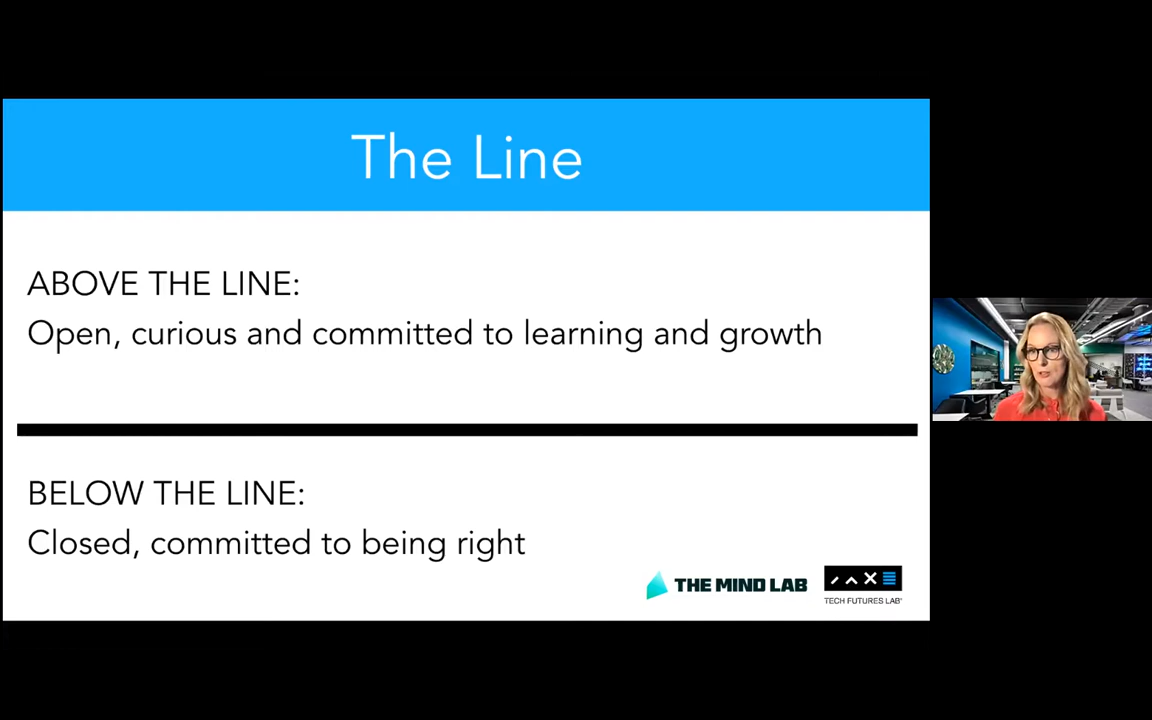 The Line
ABOVE THE LINE:
Open, curious and committed to learning and growth
BELOW THE LINE:
Closed, committed to being right
THE MIND LAB
TECH FUTURES LAB